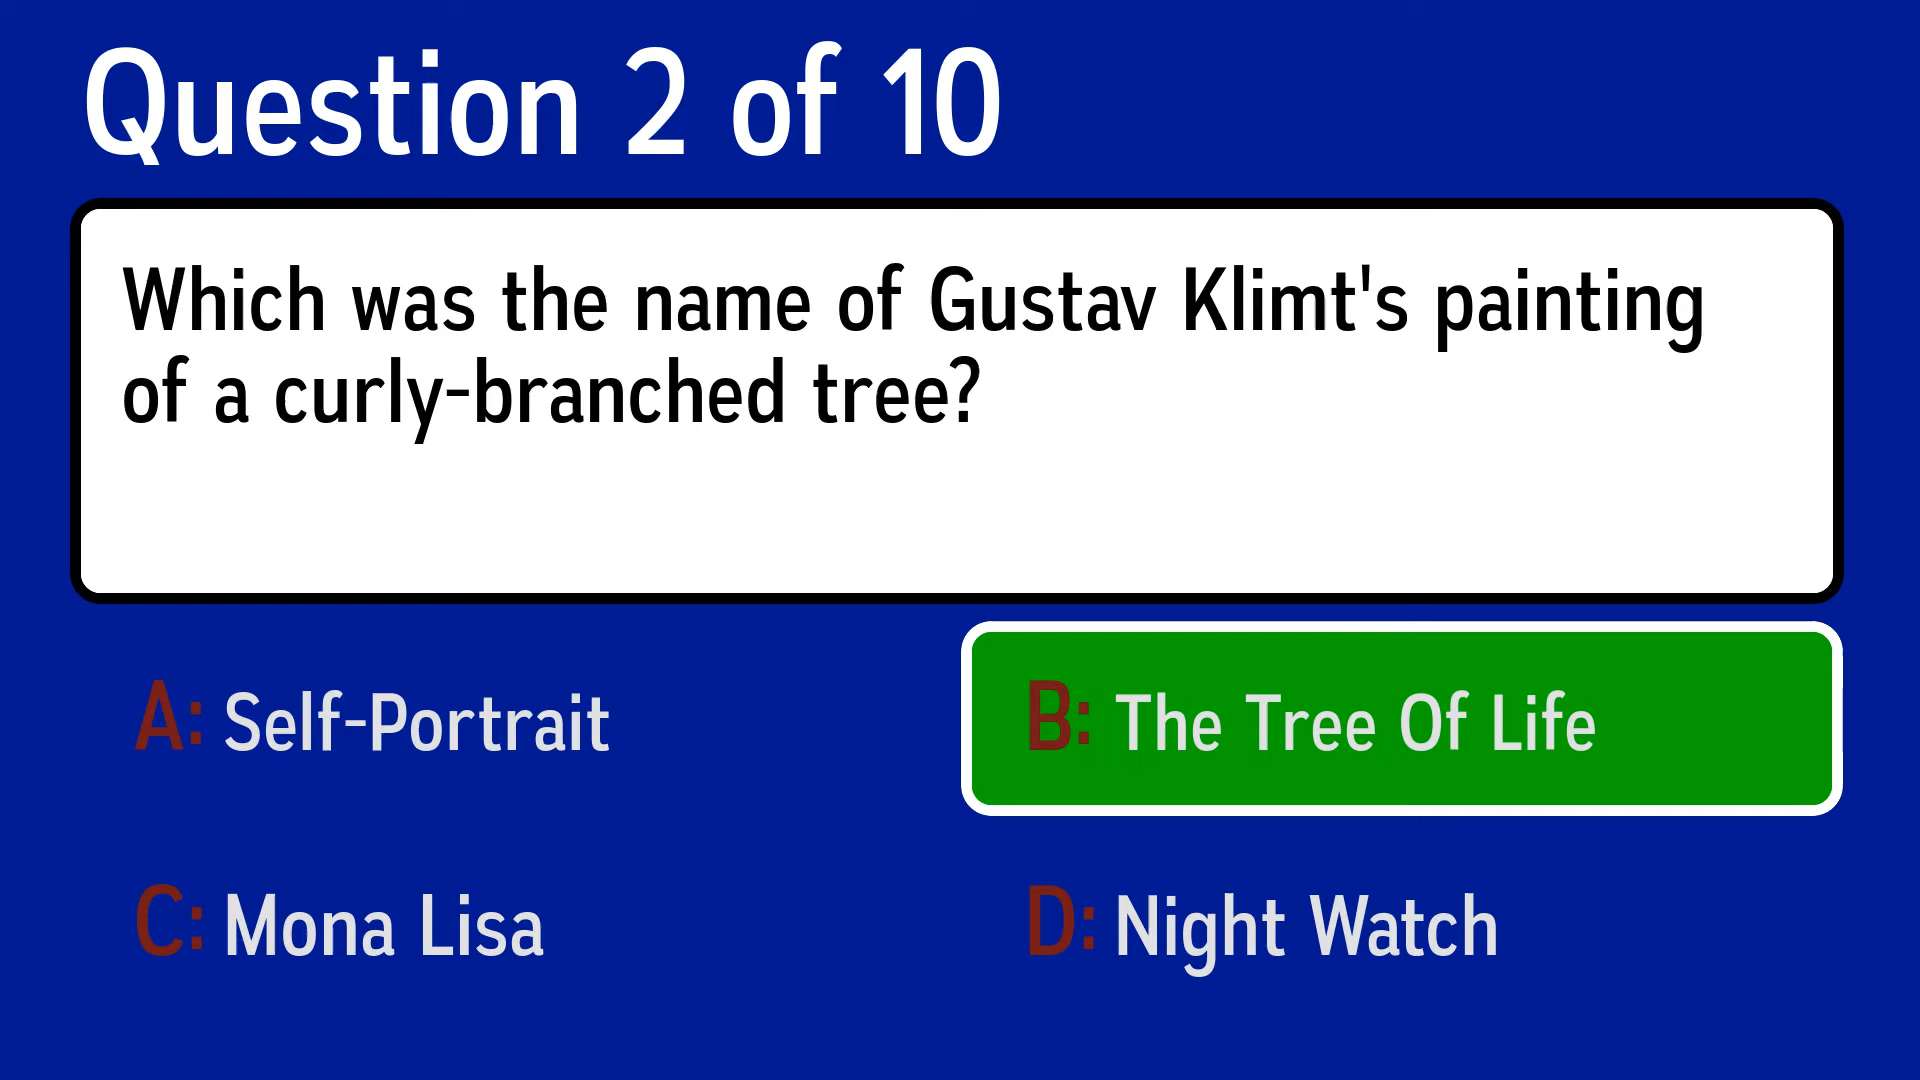 Question 2 of 10
Which was the name of Gustav Klimt's painting
of a curly-branched tree?
A: Self-Portrait
B: The Tree Of Life
C: Mona Lisa
D: Night Watch